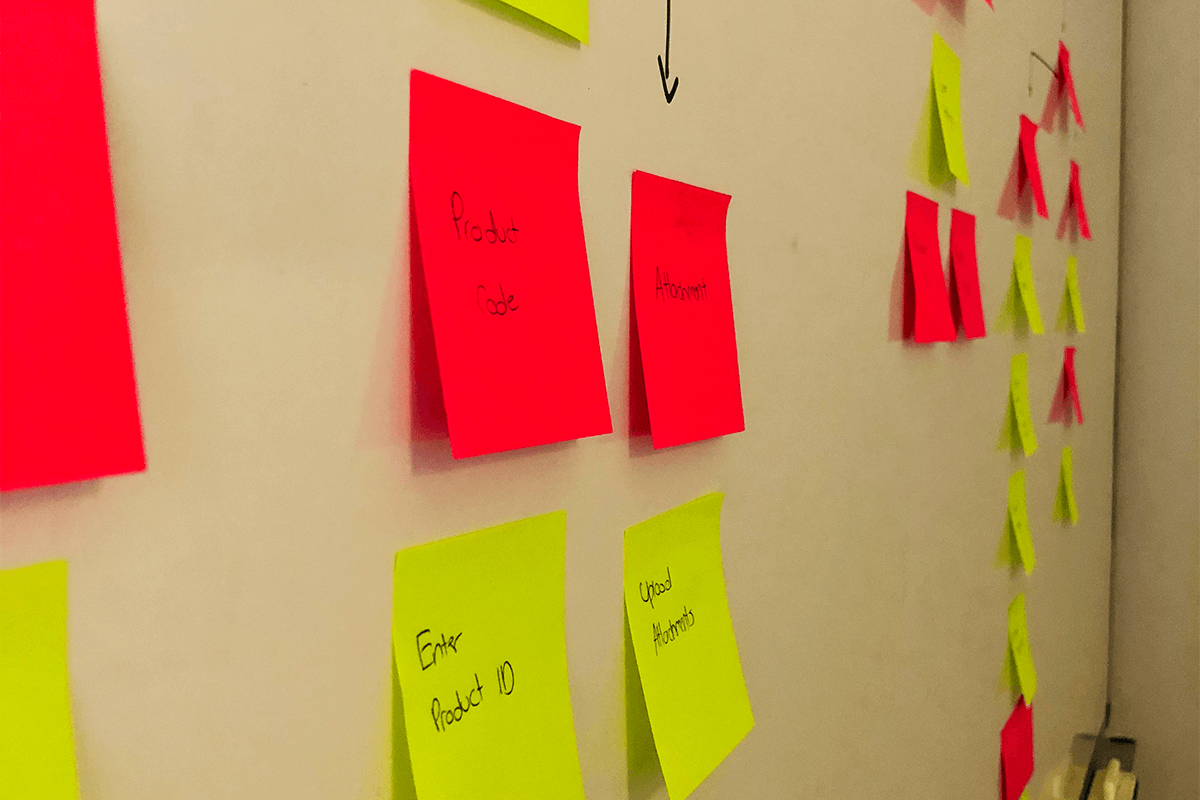 Product
Code
Attachment
Enter
Product ID
Upload
Attachments